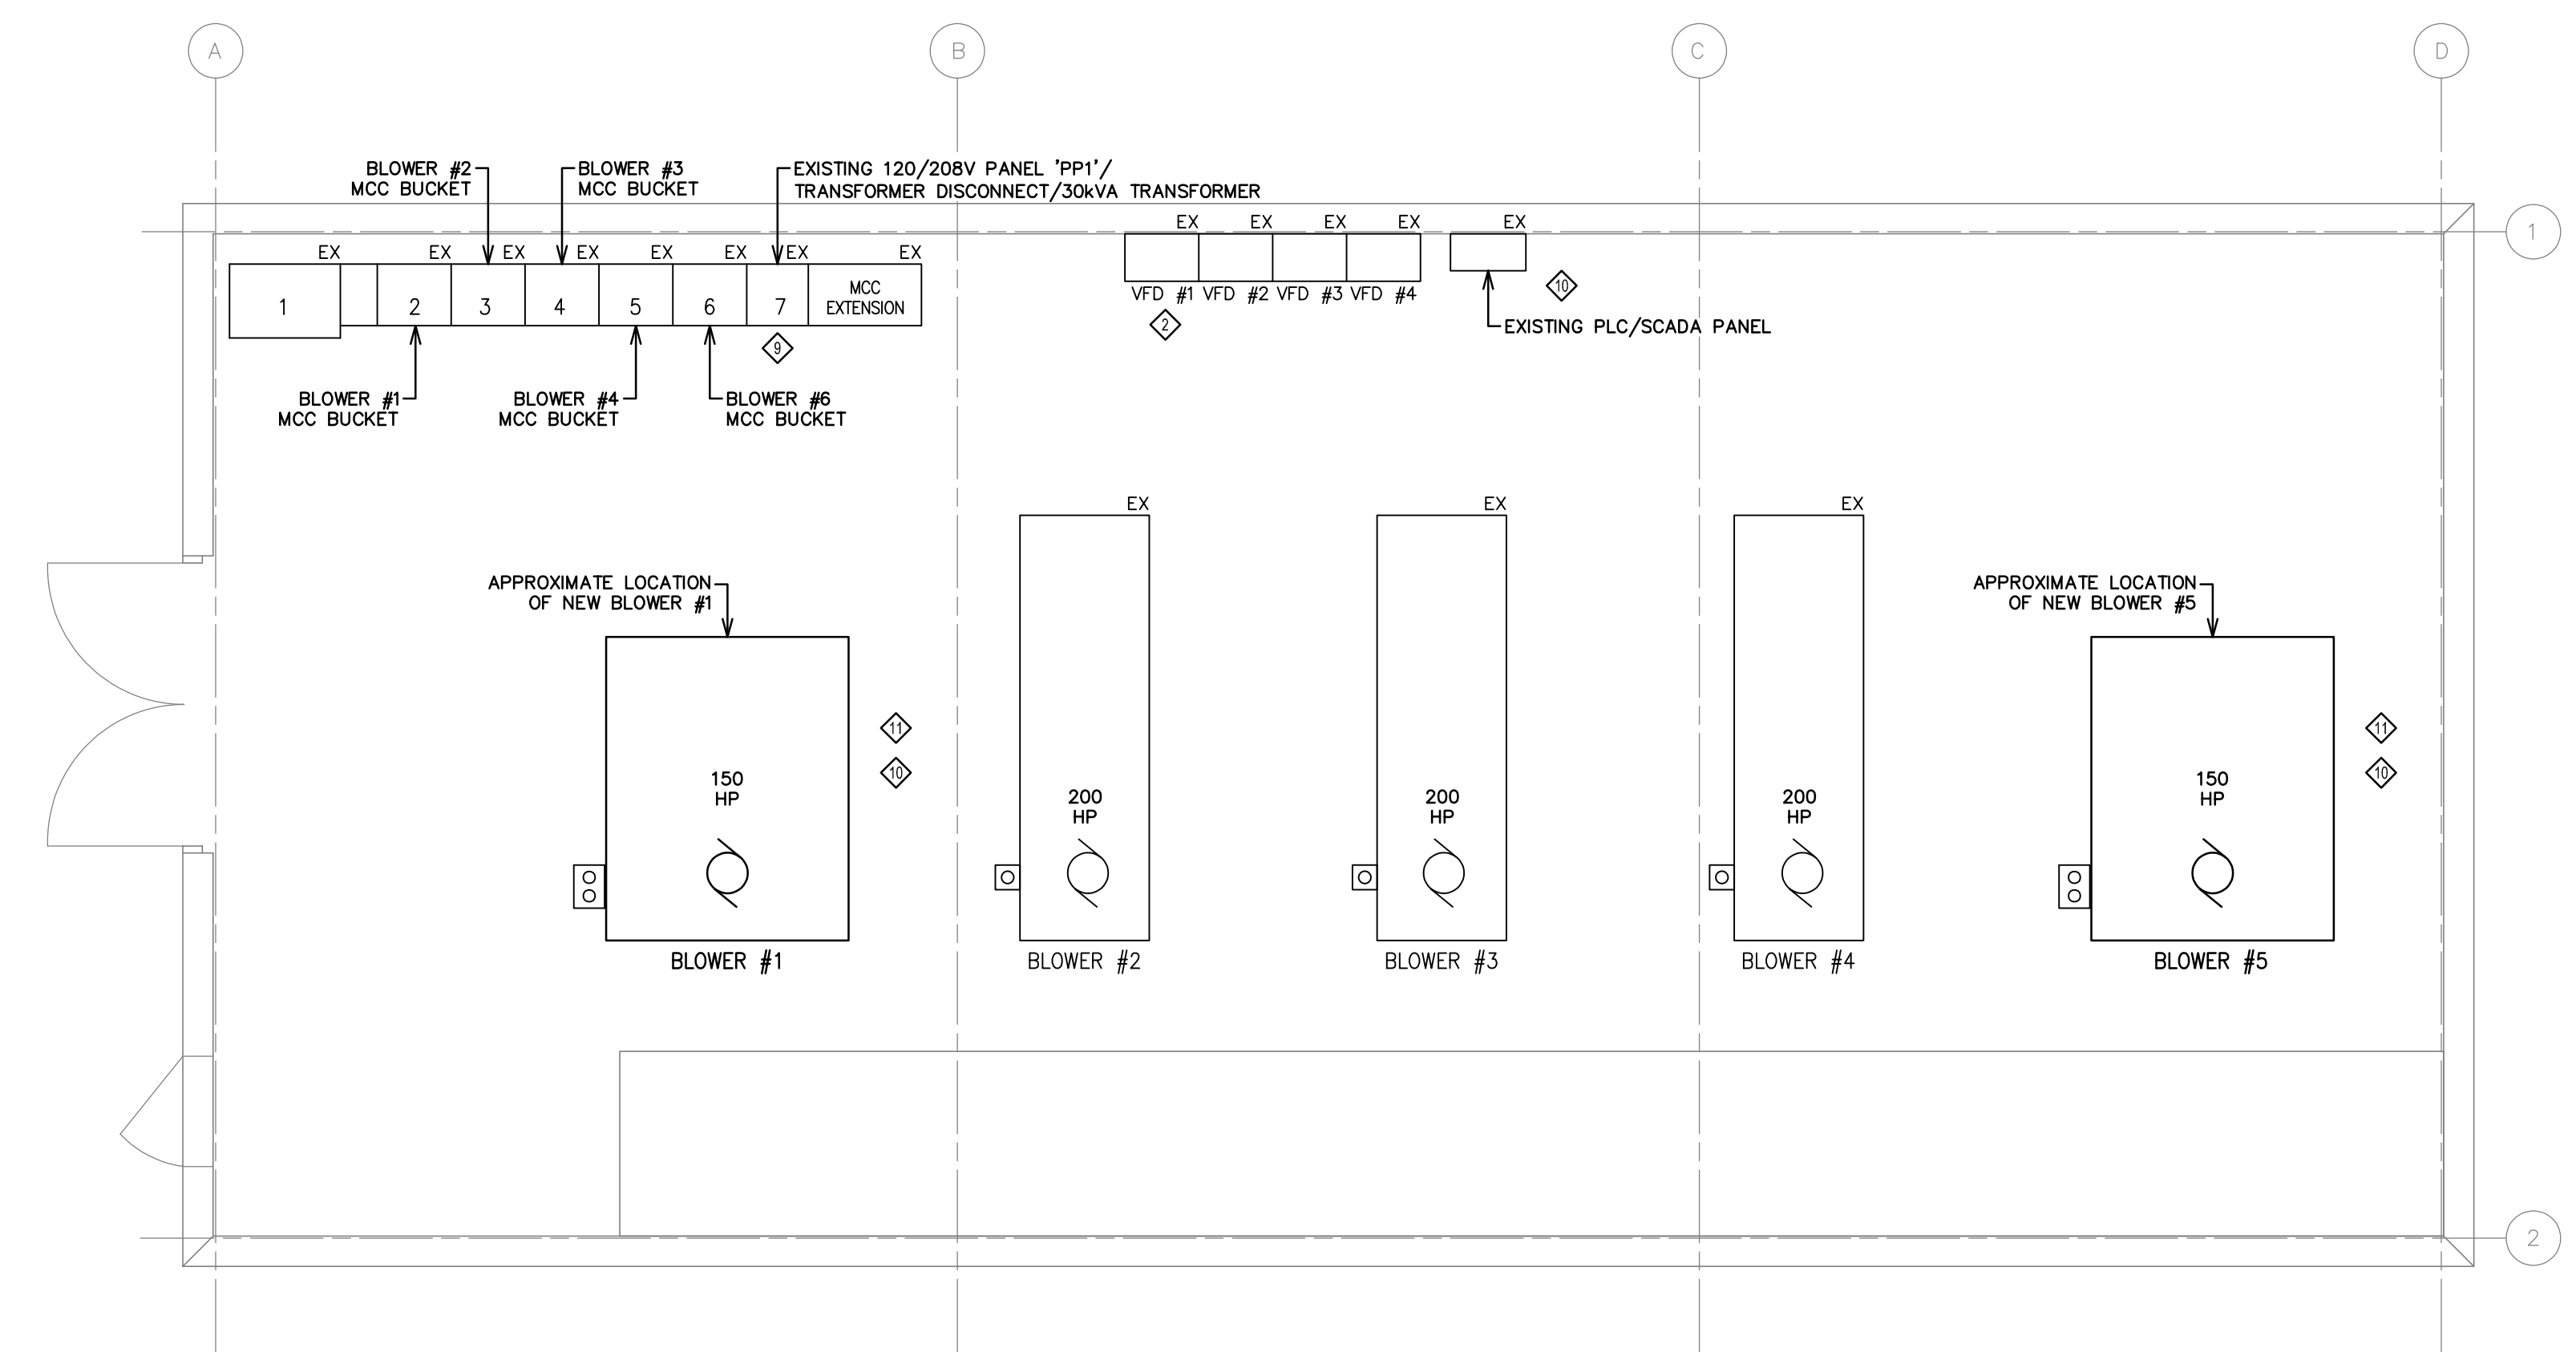 A
B
C
D
BLOWER #2
MCC BUCKET
BLOWER #3
MCC BUCKET
EXISTING 120/208V PANEL 'PP1'/
TRANSFORMER DISCONNECT/30kVA TRANSFORMER
EX EX EX EX EX EX EX EX
1 2 3 4 5 6 7
MCC
EXTENSION
9
BLOWER #1
MCC BUCKET
BLOWER #4
MCC BUCKET
BLOWER #6
MCC BUCKET
EX EX EX EX EX
VFD #1 VFD #2 VFD #3 VFD #4
2
10
EXISTING PLC/SCADA PANEL
1
EX
EX
EX
APPROXIMATE LOCATION
OF NEW BLOWER #1
APPROXIMATE LOCATION
OF NEW BLOWER #5
11
10
11
10
150
HP
200
HP
200
HP
200
HP
150
HP
BLOWER #1
BLOWER #2
BLOWER #3
BLOWER #4
BLOWER #5
2